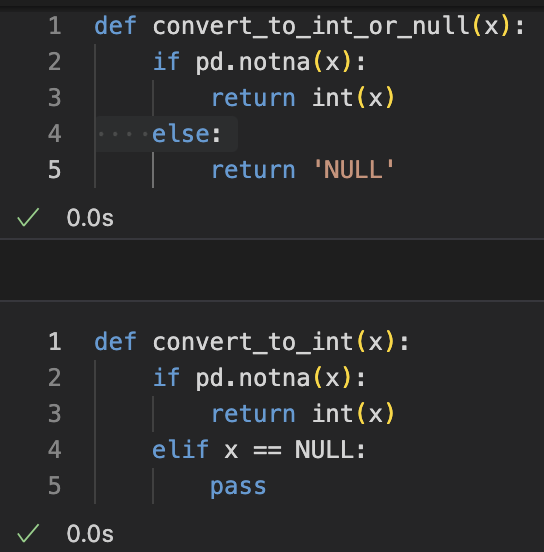 1 def convert_to_int_or_null(x):
2     if pd.notna(x):
3         return int(x)
4     else:
5         return 'NULL'
0.0s
1 def convert_to_int(x):
2     if pd.notna(x):
3         return int(x)
4     elif x == NULL:
5         pass
0.0s